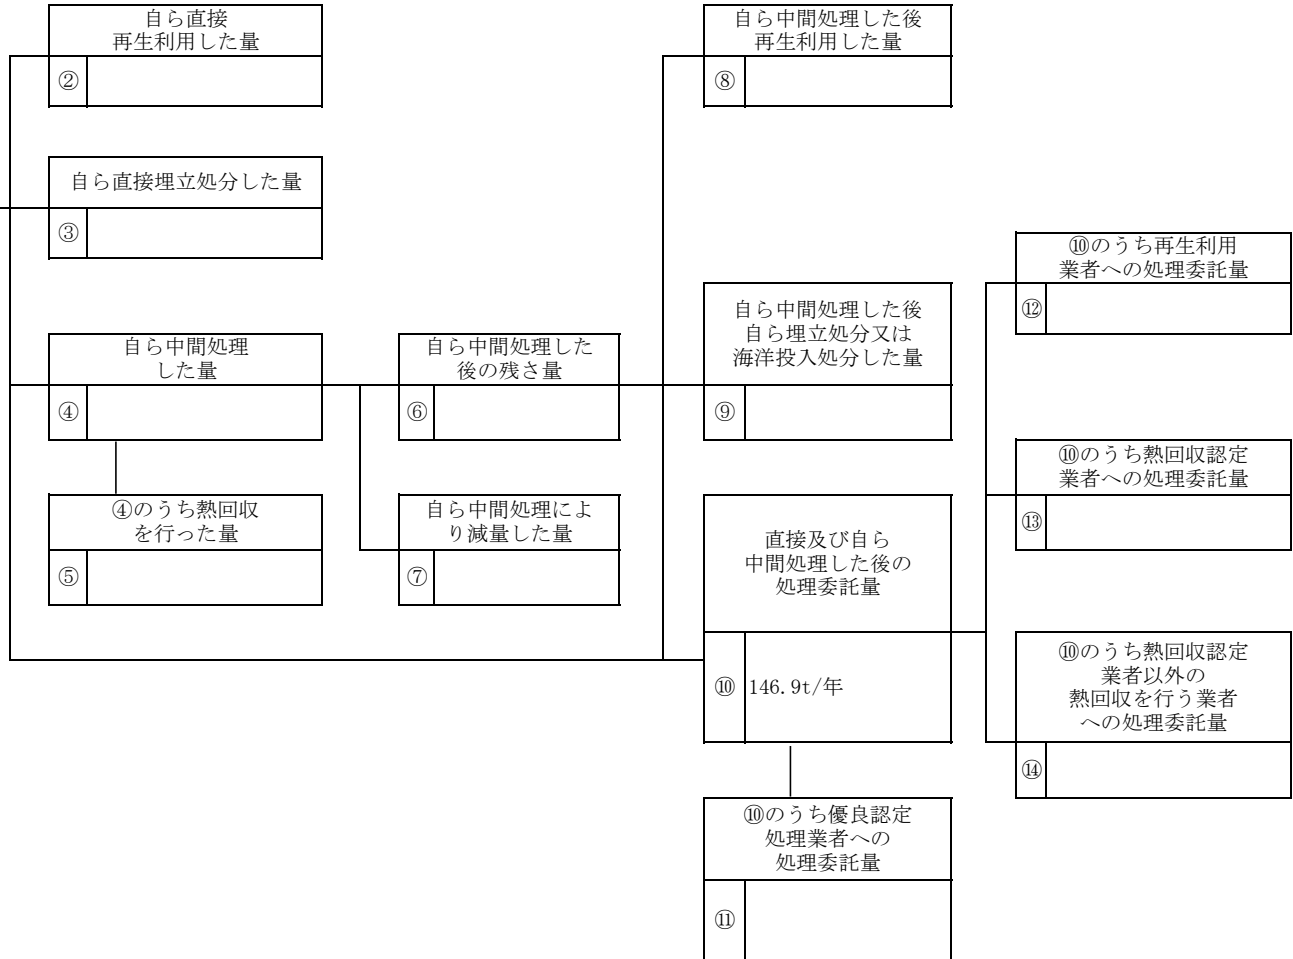 自ら直接
再生利用した量
②
自ら直接埋立処分した量
③
自ら中間処理
した量
④
④のうち熱回収
を行った量
⑤
自ら中間処理した
後の残さ量
⑥
自ら中間処理によ
り減量した量
⑦
自ら中間処理した後
再生利用した量
⑧
自ら中間処理した後
自ら埋立処分又は
海洋投入処分した量
⑨
直接及び自ら
中間処理した後の
処理委託量
⑩ 146.9t/年
⑩のうち優良認定
処理業者への
処理委託量
⑪
⑩のうち再生利用
業者への処理委託量
⑫
⑩のうち熱回収認定
業者への処理委託量
⑬
⑩のうち熱回収認定
業者以外の
熱回収を行う業者
への処理委託量
⑭